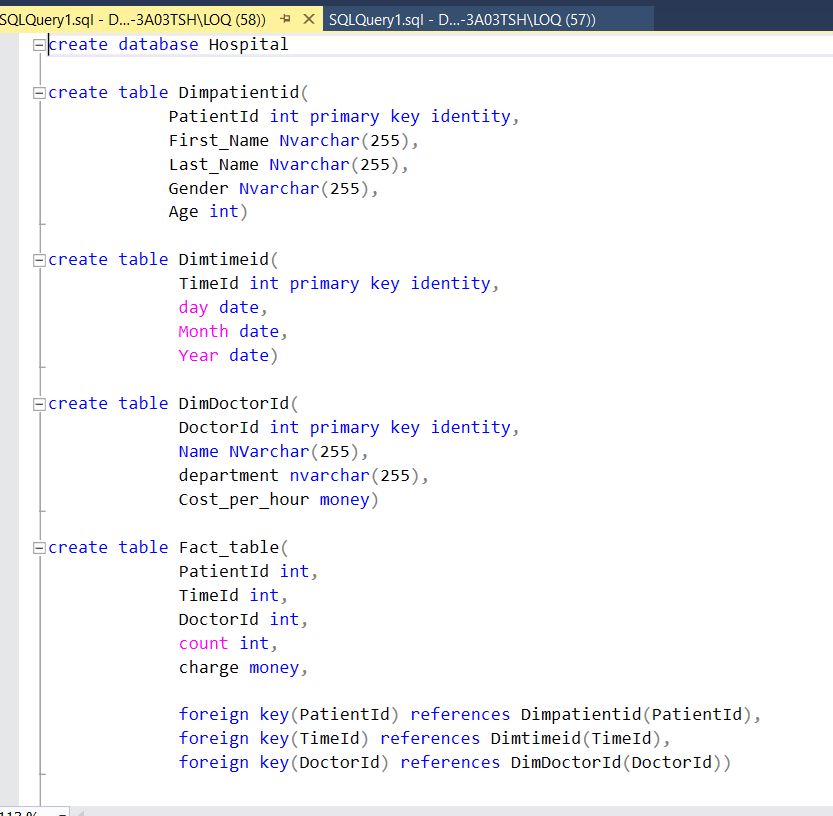 SQLQuery1.sql - D...-3A03TSH\LOQ (58))
SQLQuery1.sql - D...-3A03TSH\LOQ (57))
create database Hospital
create table Dimpatientid(
PatientId int primary key identity,
First_Name Nvarchar(255),
Last_Name Nvarchar(255),
Gender Nvarchar(255),
Age int)
create table Dimtimeid(
TimeId int primary key identity,
day date,
Month date,
Year date)
create table DimDoctorId(
DoctorId int primary key identity,
Name NVarchar(255),
department nvarchar(255),
Cost_per_hour money)
create table Fact_table(
PatientId int,
TimeId int,
DoctorId int,
count int,
charge money,
foreign key(PatientId) references Dimpatientid(PatientId),
foreign key(TimeId) references Dimtimeid(TimeId),
foreign key(DoctorId) references DimDoctorId(DoctorId))